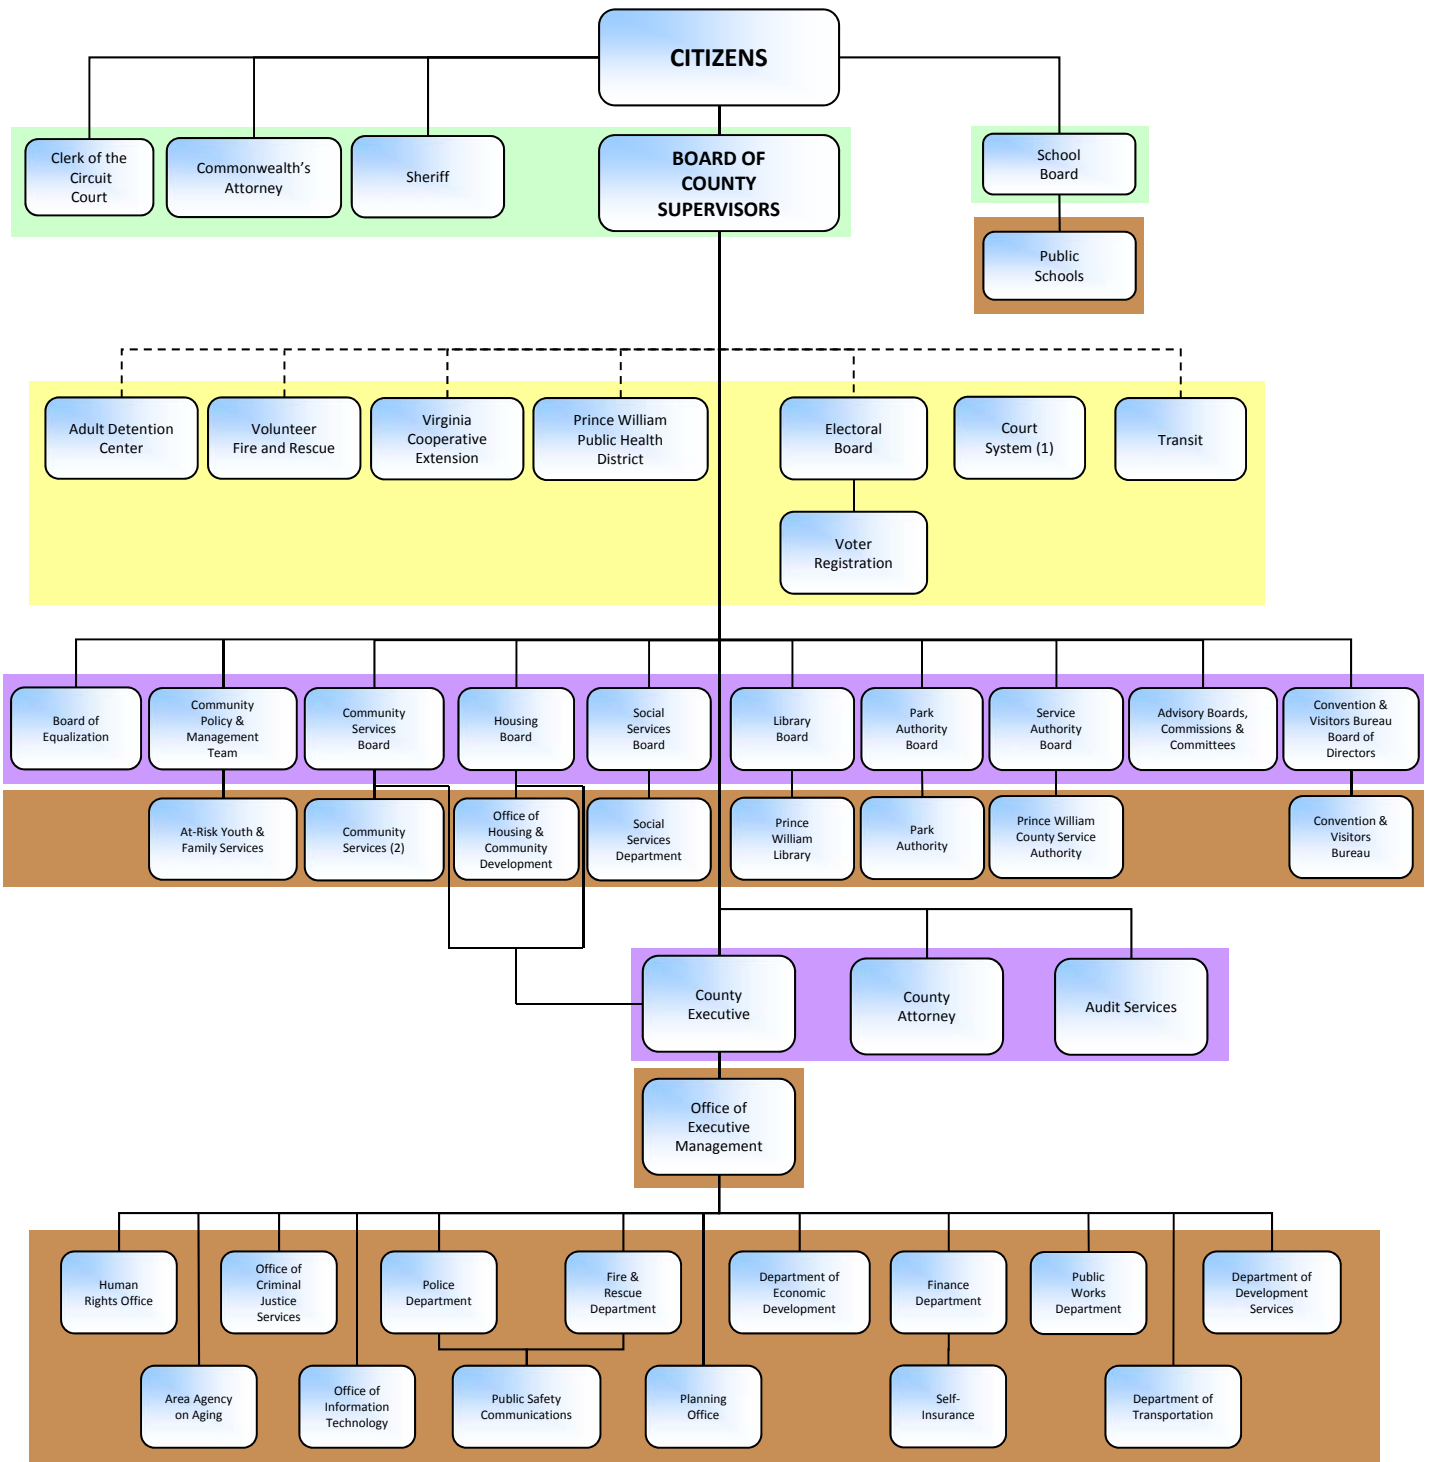 CITIZENS
Clerk of the
Circuit
Court
Commonwealth’s
Attorney
Sheriff
BOARD OF
COUNTY
SUPERVISORS
School
Board
Public
Schools
Adult Detention
Center
Volunteer
Fire and Rescue
Virginia
Cooperative
Extension
Prince William
Public Health
District
Electoral
Board
Court
System (1)
Transit
Voter
Registration
Board of
Equalization
Community
Policy &
Management
Team
Community
Services
Board
Housing
Board
Social
Services
Board
Library
Board
Park
Authority
Board
Service
Authority
Board
Advisory Boards,
Commissions &
Committees
Convention &
Visitors Bureau
Board of
Directors
At-Risk Youth &
Family Services
Community
Services (2)
Office of
Housing &
Community
Development
Social
Services
Department
Prince
William
Library
Park
Authority
Prince William
County Service
Authority
Convention &
Visitors
Bureau
County
Executive
County
Attorney
Audit Services
Office of
Executive
Management
Human
Rights Office
Office of
Criminal
Justice
Services
Police
Department
Fire &
Rescue
Department
Department of
Economic
Development
Finance
Department
Public
Works
Department
Department of
Development
Services
Area Agency
on Aging
Office of
Information
Technology
Public Safety
Communications
Planning
Office
Self-
Insurance
Department of
Transportation